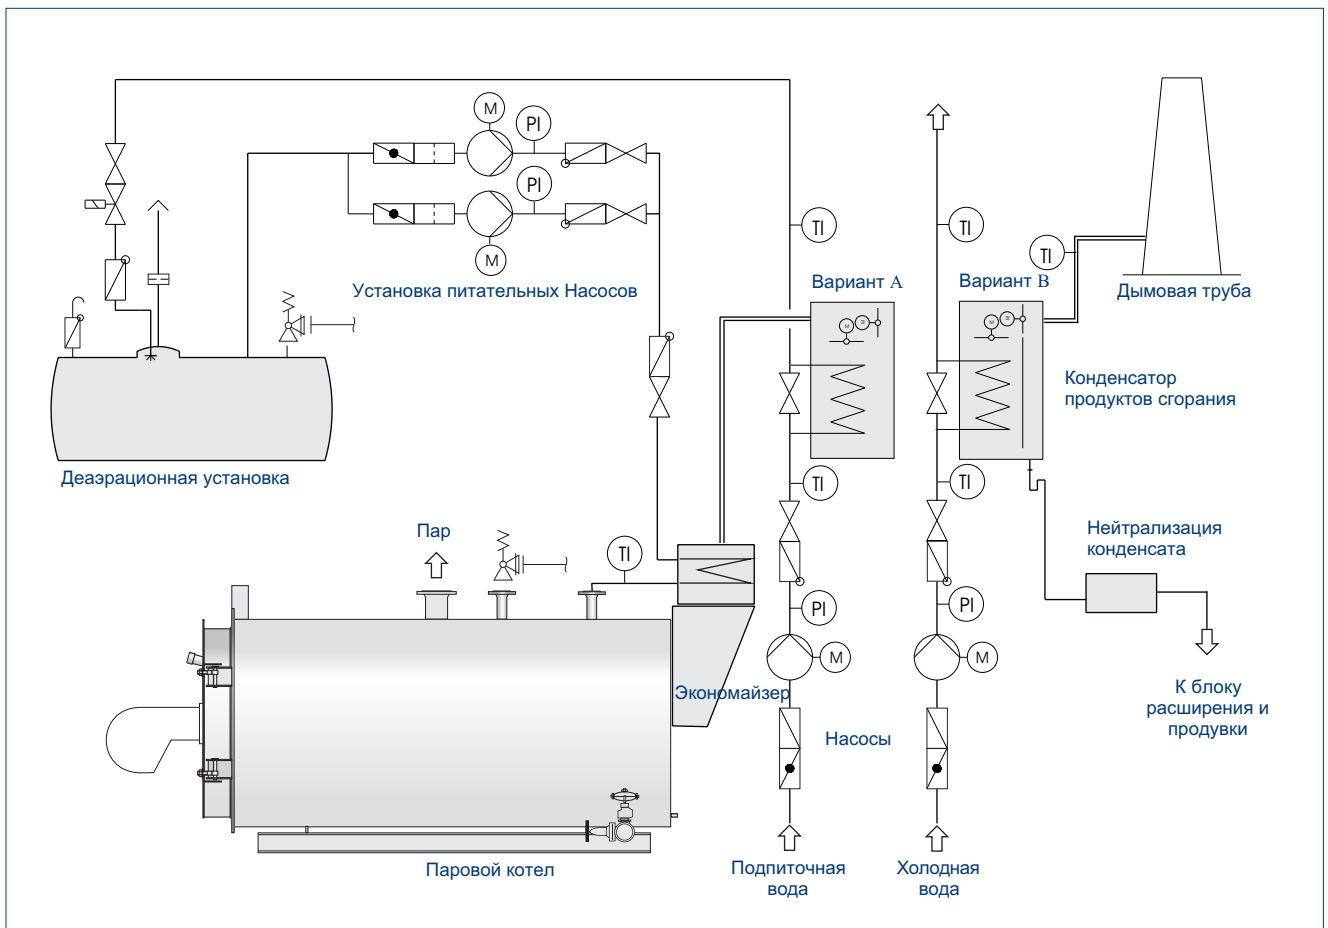 M
PI
PI
M
TI
TI
TI
Установка питательных Насосов
Вариант А
Вариант В
Дымовая труба
M
M
Конденсатор
продуктов сгорания
Деаэрационная установка
TI
TI
Пар
Нейтрализация
конденсата
TI
PI
PI
M
M
Экономайзер
К блоку
расширения и
продувки
Насосы
Паровой котел
Подпиточная
вода
Холодная
вода